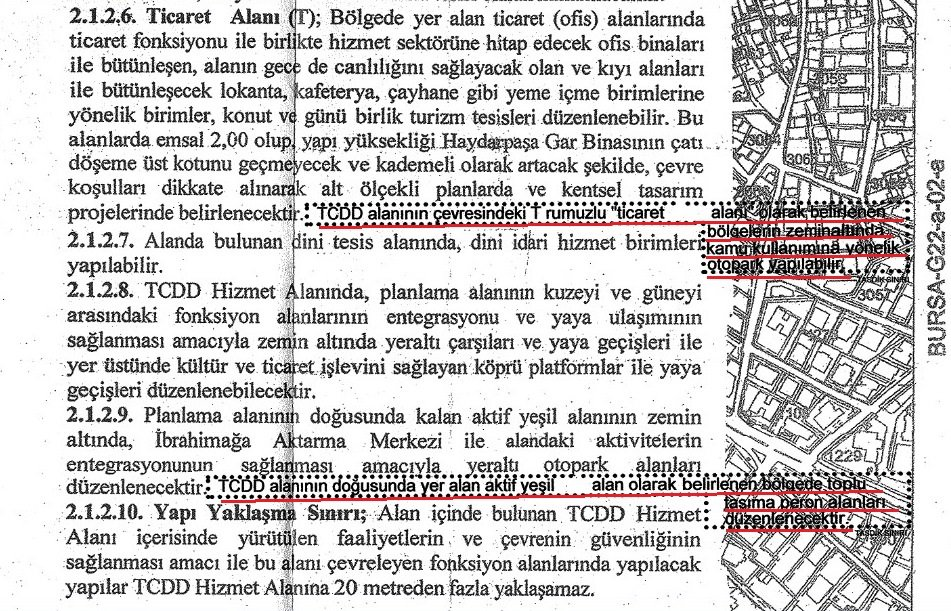 2.1.2,6. Ticaret Alanı (T); Bölgede yer alan ticaret (ofis) alanlarında
ticaret fonksiyonu ile birlikte hizmet sektörüne hitap edecek ofis binaları
ile bütünleşen, alanın gece de canlılığını sağlayacak olan ve kıyı alanları
ile bütünleşecek lokanta, kafeterya, çayhane gibi yeme içme birimlerine
yönelik birimler, konut ve günü birlik turizm tesisleri düzenlenebilir. Bu
alanlarda emsal 2,00 olup, yapı yüksekliği Haydarpaşa Gar Binasının çatı
döşeme üst kotunu geçmeyecek ve kademeli olarak artacak şekilde, çevre
koşulları dikkate alınarak alt ölçekli planlarda ve kentsel tasarım
projelerinde belirlenecektir. TCDD alanının çevresindeki T rumuzlu "ticaret alanı" olarak belirlenen
bölgelerin zeminaltında
kamu kullanımına yönelik
otopark yapılabilir.
2.1.2.7. Alanda bulunan dini tesis alanında, dini idari hizmet birimleri
yapılabilir.
2.1.2.8. TCDD Hizmet Alanında, planlama alanının kuzeyi ve güneyi
arasındaki fonksiyon alanlarının entegrasyonu ve yaya ulaşımının
sağlanması amacıyla zemin altında yeraltı çarşıları ve yaya geçişleri ile
yer üstünde kültür ve ticaret işlevini sağlayan köprü platformlar ile yaya
geçişleri düzenlenebilecektir.
2.1.2.9. Planlama alanının doğusunda kalan aktif yeşil alanının zemin
altında, İbrahimağa Aktarma Merkezi ile alandaki aktivitelerin
entegrasyonunun sağlanması amacıyla yeraltı otopark alanları
düzenlenecektir. TCDD alanının doğusunda yer alan aktif yeşil alan olarak belirlenen bölgede toplu
taşıma peron alanları
düzenlenecektir.
2.1.2.10. Yapı Yaklaşma Sınırı; Alan içinde bulunan TCDD Hizmet
Alanı içerisinde yürütülen faaliyetlerin ve çevrenin güvenliğinin
sağlanması amacı ile bu alanı çevreleyen fonksiyon alanlarında yapılacak
yapılar TCDD Hizmet Alanına 20 metreden fazla yaklaşamaz.
3058
3056
3064
3063
TASDİK SINIRI
3057
1229
TASDİK SINIRI
BURSA-G22-a-02-a